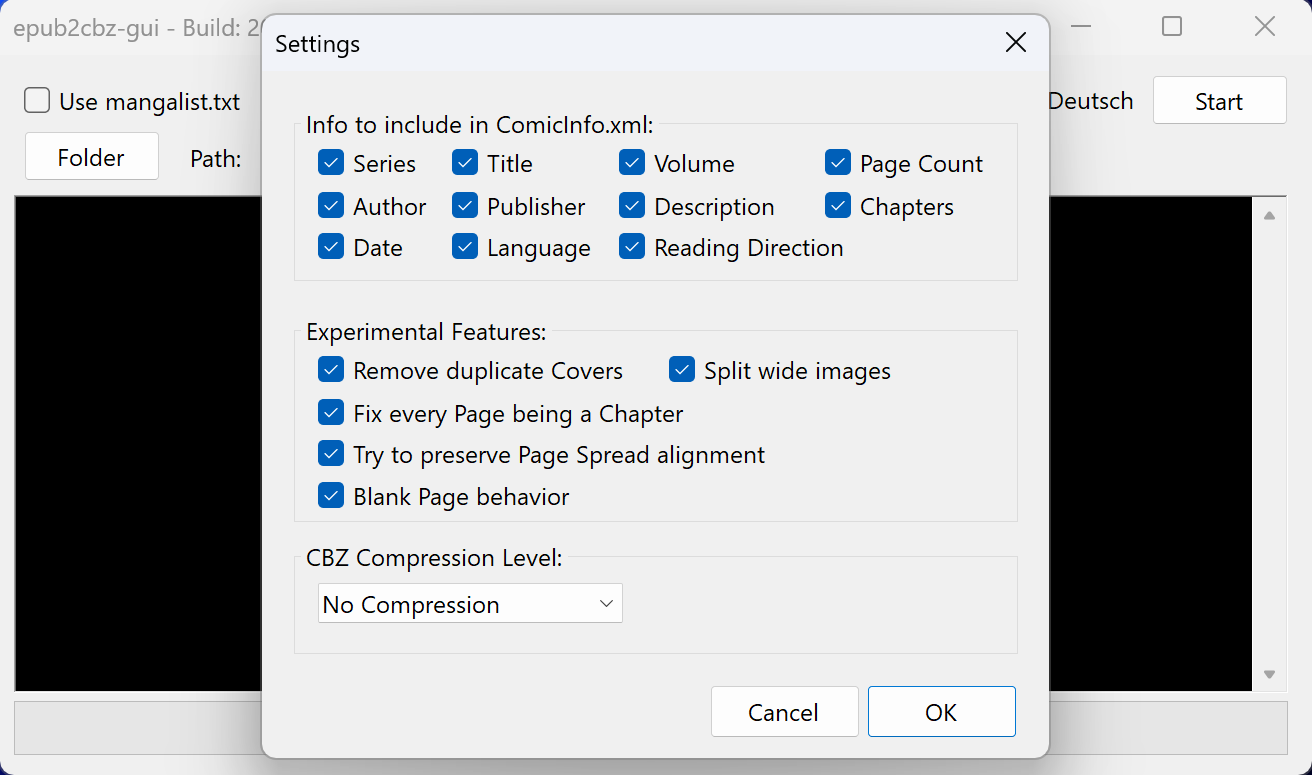 epub2cbz-gui - Build:
Settings
Use mangalist.txt
Deutsch
Start
Folder
Path:
Info to include in ComicInfo.xml:
Series Title Volume Page Count
Author Publisher Description Chapters
Date Language Reading Direction
Experimental Features:
Remove duplicate Covers Split wide images
Fix every Page being a Chapter
Try to preserve Page Spread alignment
Blank Page behavior
CBZ Compression Level:
No Compression
Cancel OK